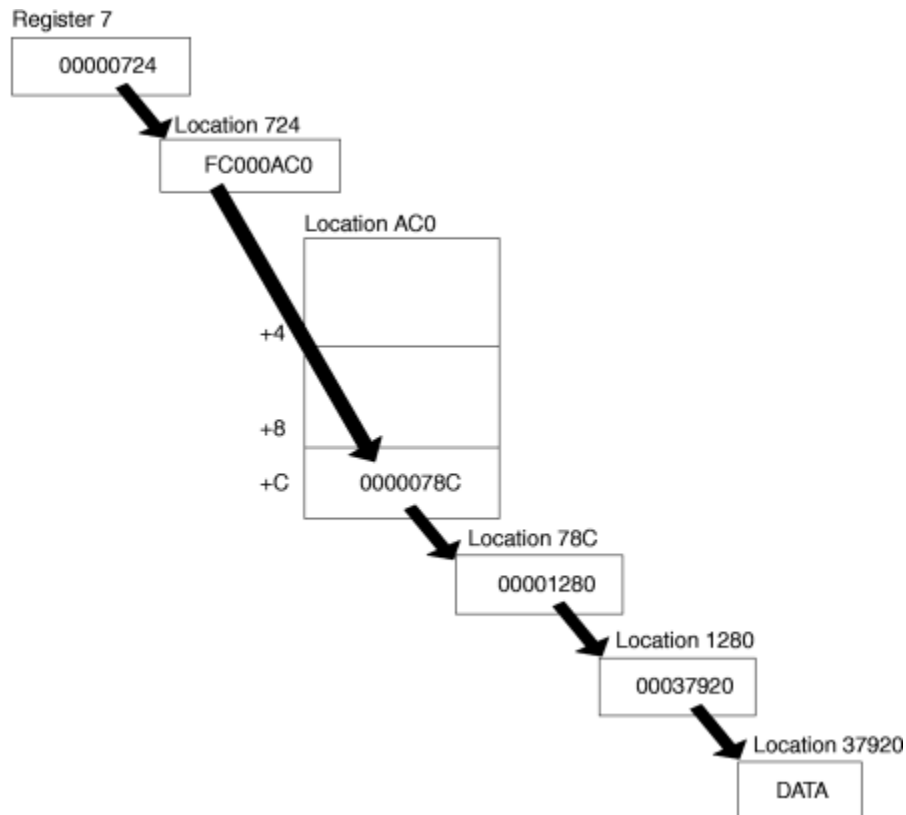 Register 7
00000724
Location 724
FC000AC0
Location AC0
+4
+8
+C
0000078C
Location 78C
00001280
Location 1280
00037920
Location 37920
DATA